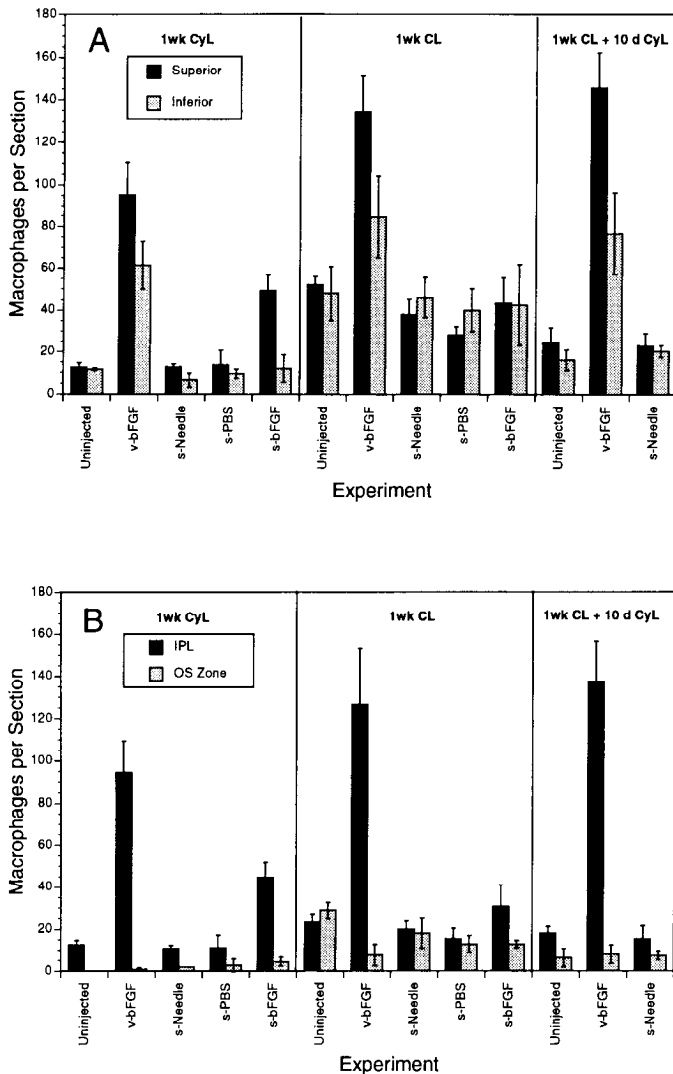 A
1wk CyL
1wk CL
1wk CL + 10 d CyL
Superior
Inferior
Macrophages per Section
180
160
140
120
100
80
60
40
20
0
Uninjected
v-bFGF
s-Needle
s-PBS
s-bFGF
Uninjected
v-bFGF
s-Needle
s-PBS
s-bFGF
Uninjected
v-bFGF
s-Needle
Experiment
B
1wk CyL
1wk CL
1wk CL + 10 d CyL
IPL
OS Zone
Macrophages per Section
180
160
140
120
100
80
60
40
20
0
Uninjected
v-bFGF
s-Needle
s-PBS
s-bFGF
Uninjected
v-bFGF
s-Needle
s-PBS
s-bFGF
Uninjected
v-bFGF
s-Needle
Experiment